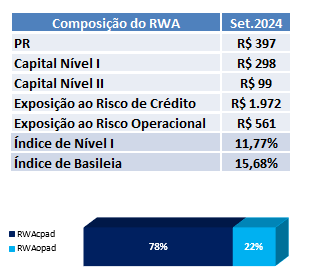 Composição do RWA Set.2024
PR R$ 397
Capital Nível I R$ 298
Capital Nível II R$ 99
Exposição ao Risco de Crédito R$ 1.972
Exposição ao Risco Operacional R$ 561
Índice de Nível I 11,77%
Índice de Basileia 15,68%
RWAcpad
RWAopad
78% 22%